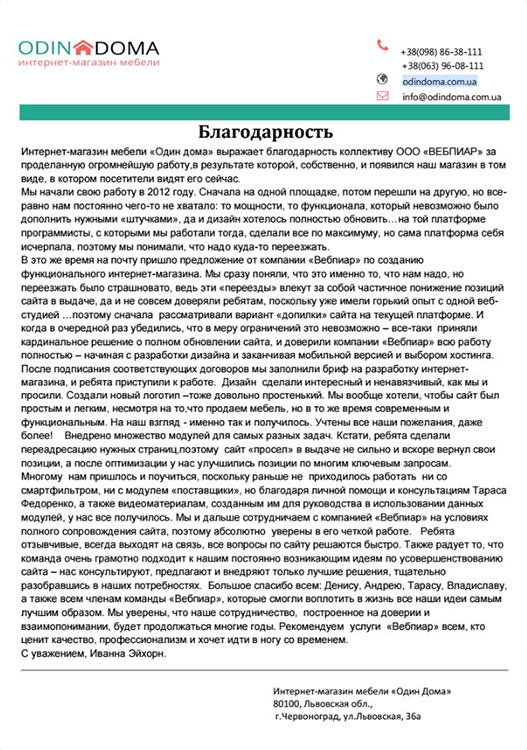 ODINDOMA
интернет-магазин мебели
+38(098) 86-38-111
+38(063) 96-08-111
odindoma.com.ua
info@odindoma.com.ua
Благодарность
Интернет-магазин мебели «Один дома» выражает благодарность коллективу ООО «ВЕБПИАР» за
проделанную огромнейшую работу,в результате которой, собственно, и появился наш магазин в том
виде, в котором посетители видят его сейчас.
Мы начали свою работу в 2012 году. Сначала на одной площадке, потом перешли на другую, но все-
равно нам постоянно чего-то не хватало: то мощности, то функционала, который невозможно было
дополнить нужными «штучками», да и дизайн хотелось полностью обновить…на той платформе
программисты, с которыми мы работали тогда, сделали все по максимуму, но сама платформа себя
исчерпала, поэтому мы понимали, что надо куда-то переезжать.
В это же время на почту пришло предложение от компании «Вебпиар» по созданию
функционального интернет-магазина. Мы сразу поняли, что это именно то, что нам надо, но
переезжать было страшновато, ведь эти «переезды» влекут за собой частичное понижение позиций
сайта в выдаче, да и не совсем доверяли ребятам, поскольку уже имели горький опыт с одной веб-
студией …поэтому сначала рассматривали вариант «допилки» сайта на текущей платформе. И
когда в очередной раз убедились, что в меру ограничений это невозможно – все-таки приняли
кардинальное решение о полном обновлении сайта, и доверили компании «Вебпиар» всю работу
полностью – начиная с разработки дизайна и заканчивая мобильной версией и выбором хостинга.
После подписания соответствующих договоров мы заполнили бриф на разработку интернет-
магазина, и ребята приступили к работе. Дизайн сделали интересный и ненавязчивый, как мы и
просили. Создали новый логотип –тоже довольно простенький. Мы вообще хотели, чтобы сайт был
простым и легким, несмотря на то,что продаем мебель, но в то же время современным и
функциональным. На наш взгляд - именно так и получилось. Учтены все наши пожелания, даже
более! Внедрено множество модулей для самых разных задач. Кстати, ребята сделали
переадресацию нужных страниц,поэтому сайт «просел» в выдаче не сильно и вскоре вернул свои
позиции, а после оптимизации у нас улучшились позиции по многим ключевым запросам.
Многому нам пришлось и поучиться, поскольку раньше не приходилось работать ни со
смартфильтром, ни с модулем «поставщики», но благодаря личной помощи и консультациям Тараса
Федоренко, а также видеоматериалам, созданным им для руководства в использовании данных
модулей, у нас все получилось. Мы и дальше сотрудничаем с компанией «Вебпиар» на условиях
полного сопровождения сайта, поэтому абсолютно уверены в его четкой работе. Ребята
отзывчивые, всегда выходят на связь, все вопросы по сайту решаются быстро. Также радует то, что
команда очень грамотно подходит к нашим постоянно возникающим идеям по усовершенствованию
сайта – нас консультируют, предлагают и внедряют только лучшие решения, тщательно
разобравшись в наших потребностях. Большое спасибо всем: Денису, Андрею, Тарасу, Владиславу,
а также всем членам команды «Вебпиар», которые смогли воплотить в жизнь все наши идеи самым
лучшим образом. Мы уверены, что наше сотрудничество, построенное на доверии и
взаимопонимании, будет продолжаться многие годы. Рекомендуем услуги «Вебпиар» всем, кто
ценит качество, профессионализм и хочет идти в ногу со временем.
С уважением, Иванна Эйхорн.
Интернет-магазин мебели «Один Дома»
80100, Львовская обл.,
г.Червоноград, ул.Львовская, 36а